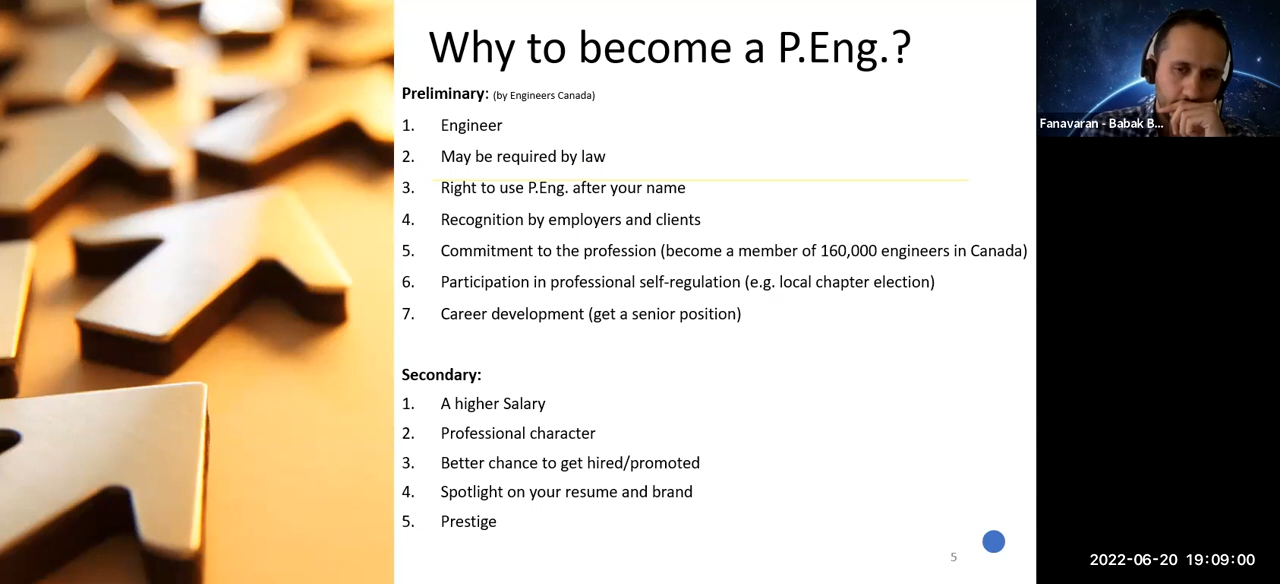 Why to become a P.Eng.?
Preliminary: (by Engineers Canada)
1. Engineer
2. May be required by law
3. Right to use P.Eng. after your name
4. Recognition by employers and clients
5. Commitment to the profession (become a member of 160,000 engineers in Canada)
6. Participation in professional self-regulation (e.g. local chapter election)
7. Career development (get a senior position)
Secondary:
1. A higher Salary
2. Professional character
3. Better chance to get hired/promoted
4. Spotlight on your resume and brand
5. Prestige
5
Fanavaran - Babak B...
2022-06-20 19:09:00